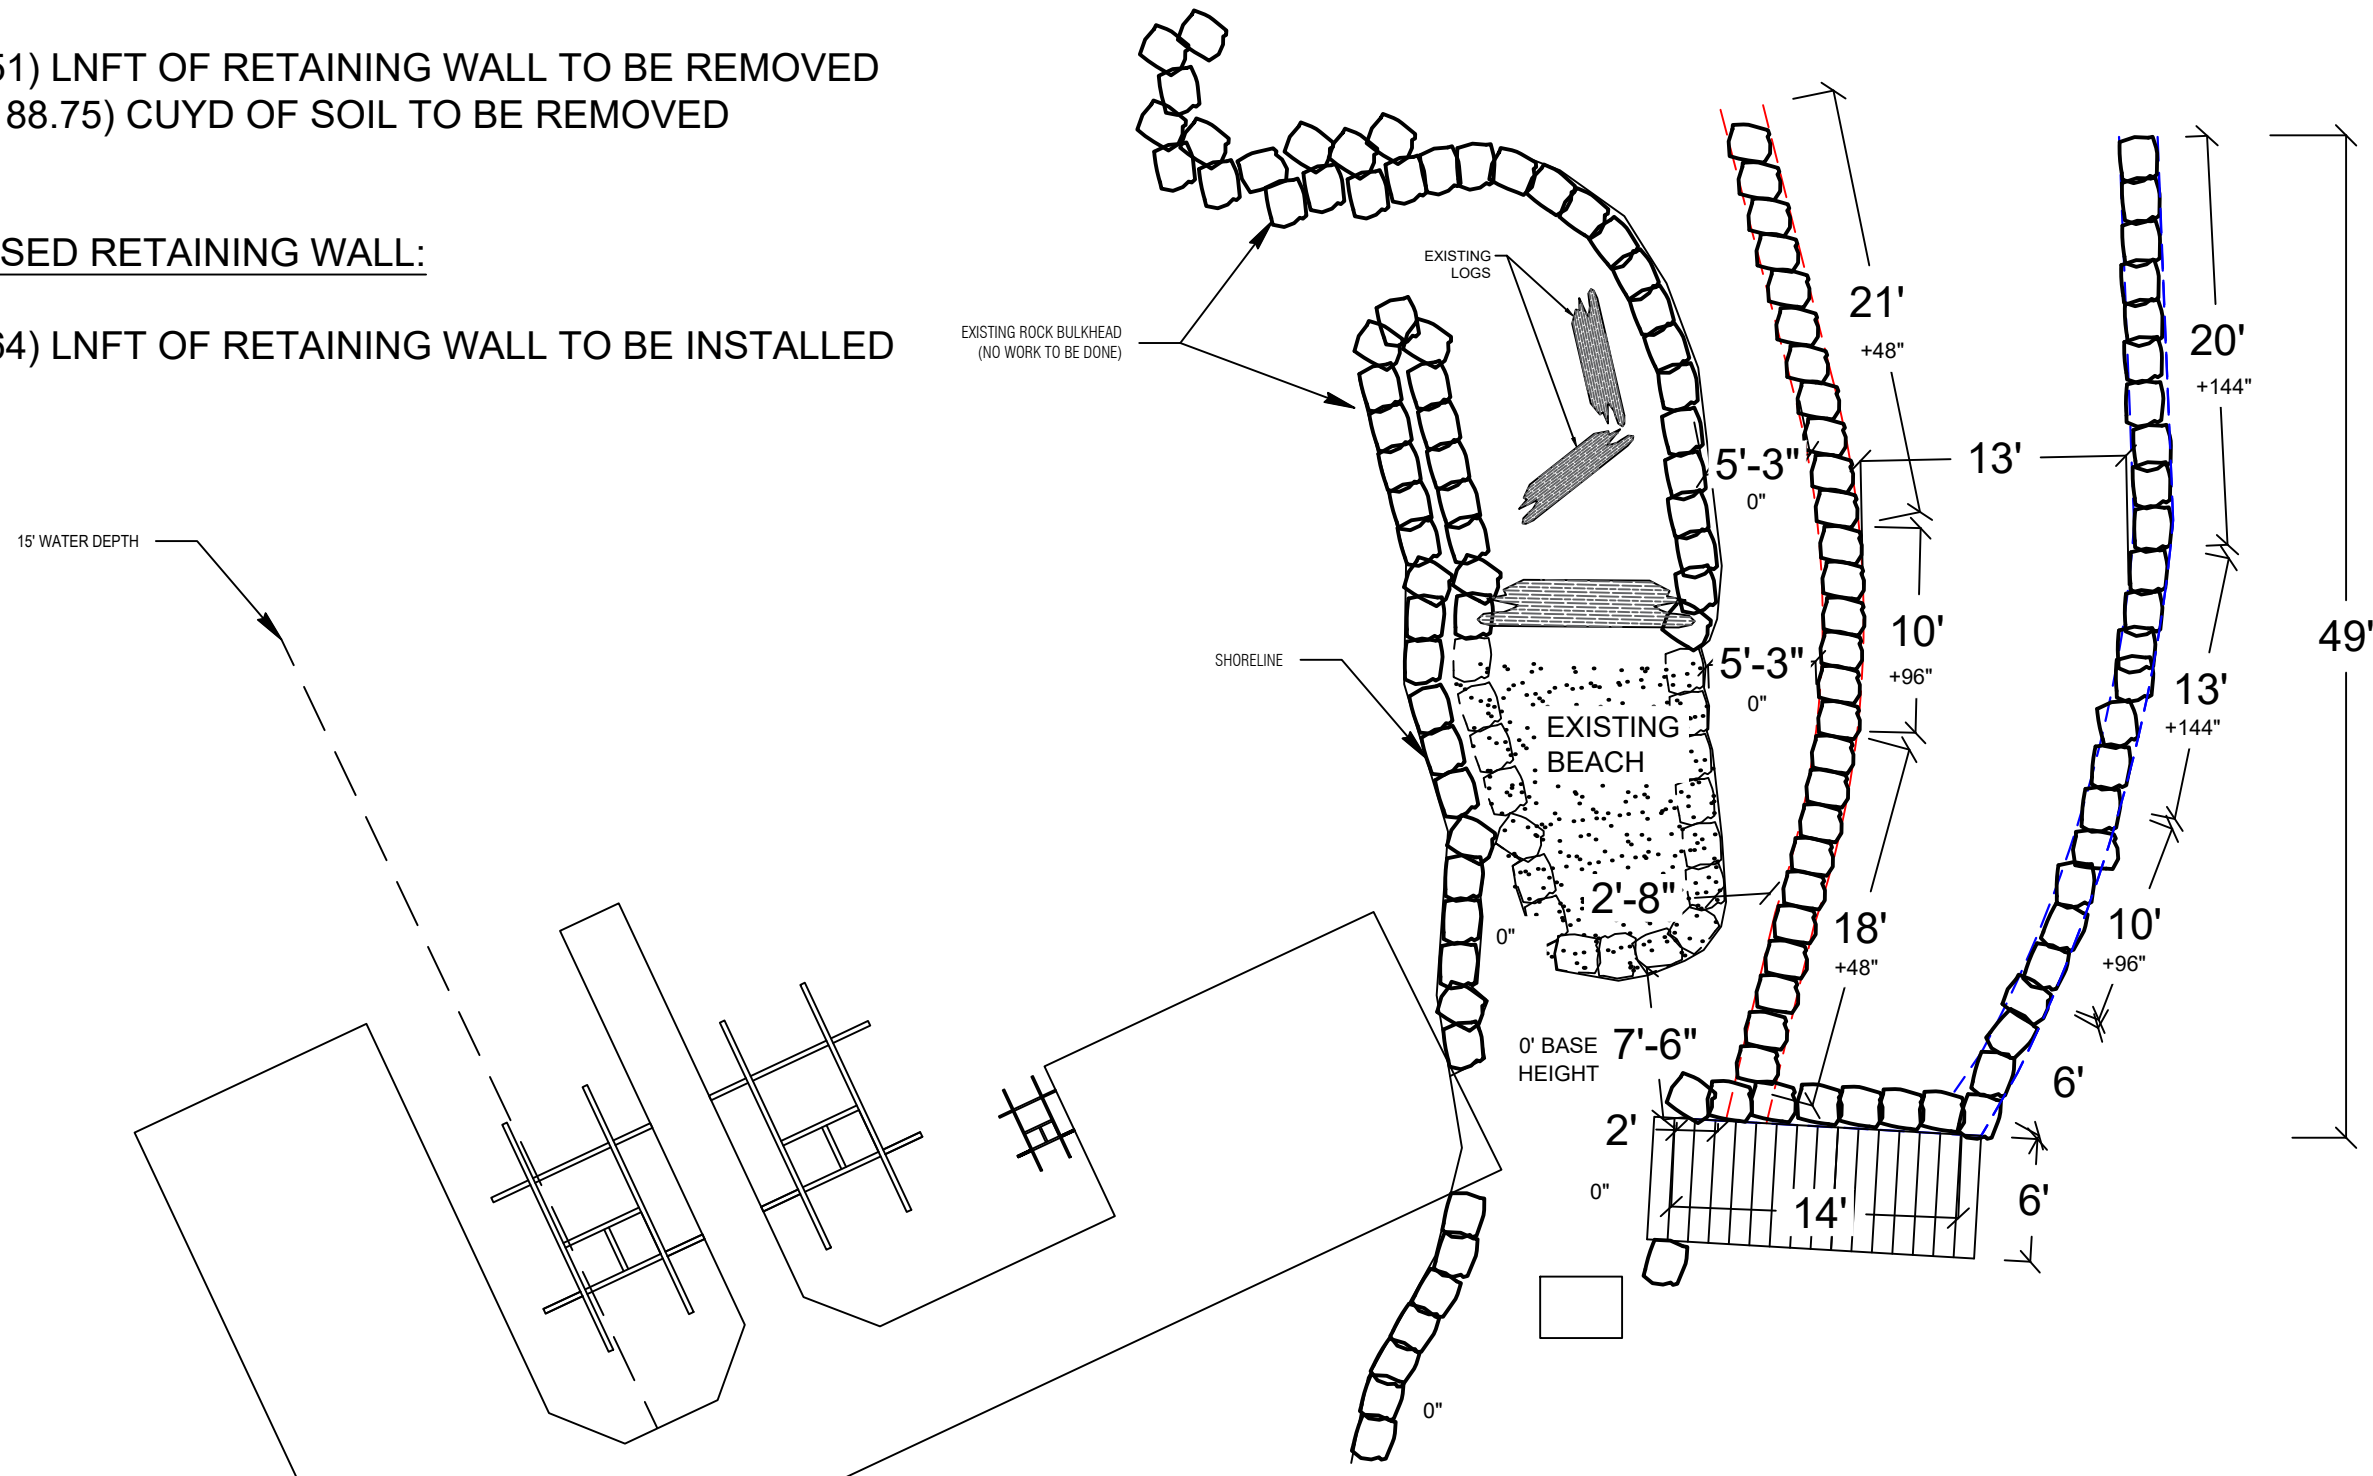 51) LNFT OF RETAINING WALL TO BE REMOVED
88.75) CUYD OF SOIL TO BE REMOVED
SED RETAINING WALL:
64) LNFT OF RETAINING WALL TO BE INSTALLED
EXISTING ROCK BULKHEAD
(NO WORK TO BE DONE)
EXISTING
LOGS
21'
+48"
20'
+144"
5'-3"
0"
13'
15' WATER DEPTH
10'
+96"
49'
SHORELINE
5'-3"
0"
13'
+144"
EXISTING
BEACH
2'-8"
0"
18'
+48"
10'
+96"
0' BASE
HEIGHT
7'-6"
6'
2'
0"
14'
6'
0"